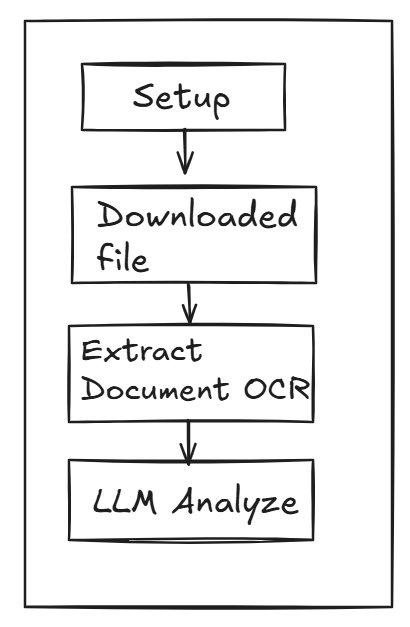 Setup
Downloaded
file
Extract
Document OCR
LLM Analyze